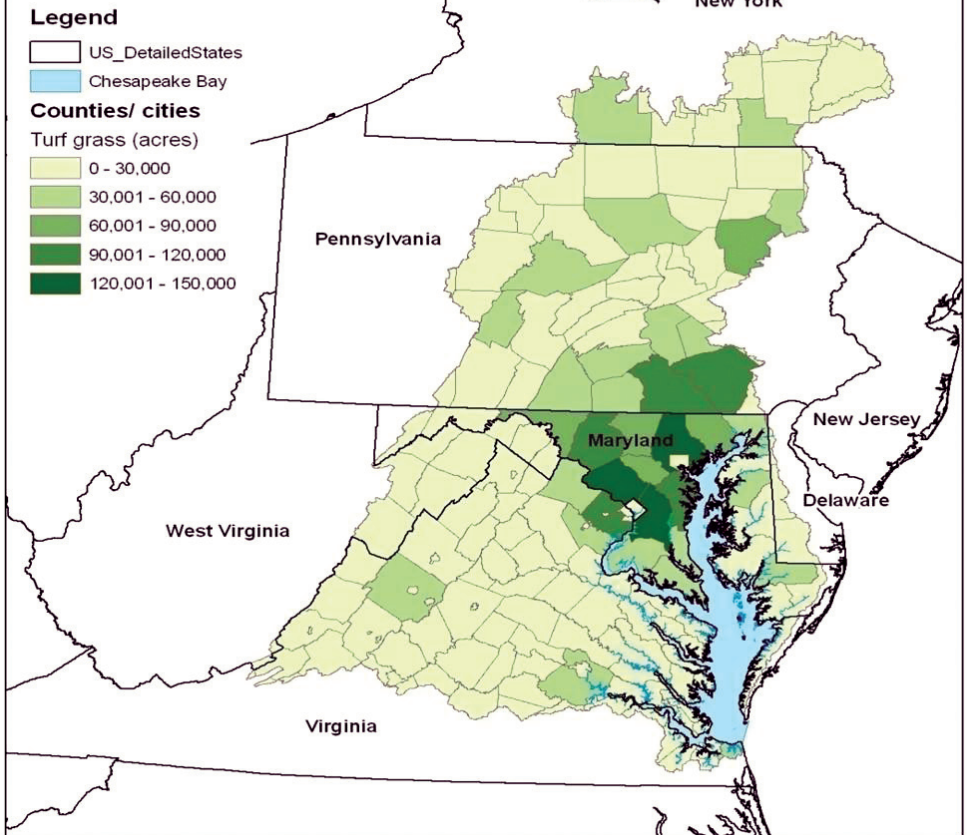 New York
Legend
US_DetailedStates
Chesapeake Bay
Counties/ cities
Turf grass (acres)
0 - 30,000
30,001 - 60,000
60,001 - 90,000
90,001 - 120,000
120,001 - 150,000
Pennsylvania
New Jersey
Maryland
Delaware
West Virginia
Virginia